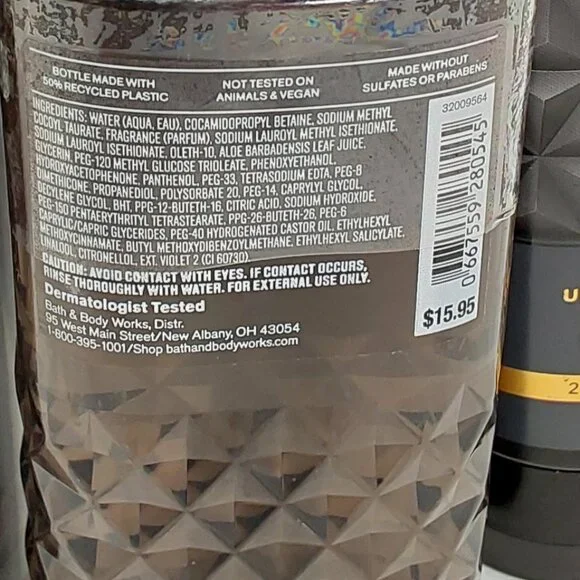 BOTTLE MADE WITH
50% RECYCLED PLASTIC
NOT TESTED ON
ANIMALS & VEGAN
MADE WITHOUT
SULFATES OR PARABENS
INGREDIENTS: WATER (AQUA, EAU), COCAMIDOPROPYL BETAINE, SODIUM METHYL
COCOYL TAURATE, FRAGRANCE (PARFUM), SODIUM LAUROYL METHYL ISETHIONATE,
SODIUM LAUROYL ISETHIONATE, OLETH-10, ALOE BARBADENSIS LEAF JUICE,
GLYCERIN, PEG-120 METHYL GLUCOSE TRIOLEATE, PHENOXYETHANOL,
HYDROXYACETOPHENONE, PANTHENOL, PEG-33, TETRASODIUM EDTA, PEG-8
DIMETHICONE, PROPANEDIOL, POLYSORBATE 20, PEG-14, CAPRYLYL GLYCOL,
DECYLENE GLYCOL, BHT, PPG-12-BUTETH-16, CITRIC ACID, SODIUM HYDROXIDE,
PEG-150 PENTAERYTHRITYL TETRASTEARATE, PPG-26-BUTETH-26, PEG-6
CAPRYLIC/CAPRIC GLYCERIDES, PEG-40 HYDROGENATED CASTOR OIL, ETHYLHEXYL
METHOXYCINNAMATE, BUTYL METHOXYDIBENZOYLMETHANE, ETHYLHEXYL SALICYLATE,
LINALOOL, CITRONELLOL, EXT. VIOLET 2 (CI 60730).
CAUTION: AVOID CONTACT WITH EYES. IF CONTACT OCCURS,
RINSE THOROUGHLY WITH WATER. FOR EXTERNAL USE ONLY.
Dermatologist Tested
Bath & Body Works, Distr.
95 West Main Street/New Albany, OH 43054
1-800-395-1001/Shop bathandbodyworks.com
32009564
0 667559 280545
$15.95
U
2